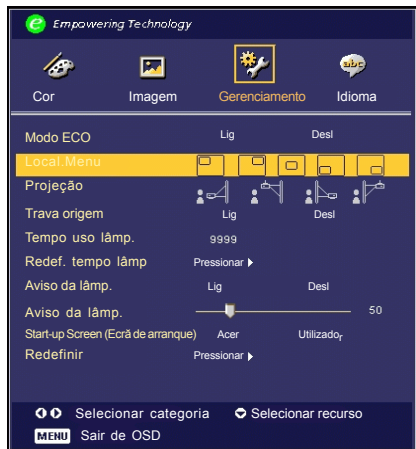 e Empowering Technology
Cor Imagem Gerenciamento abc Idioma
Modo ECO Lig Desl
Local Menu
Projeção
Trava origem Lig Desl
Tempo uso lâmp. 9999
Redef. tempo lâmp Pressionar
Aviso da lâmp. Lig Desl
Aviso da lâmp. 50
Start-up Screen (Ecrã de arranque) Acer Utilizador
Redefinir Pressionar
Selecionar categoria Selecionar recurso
MENU Sair de OSD